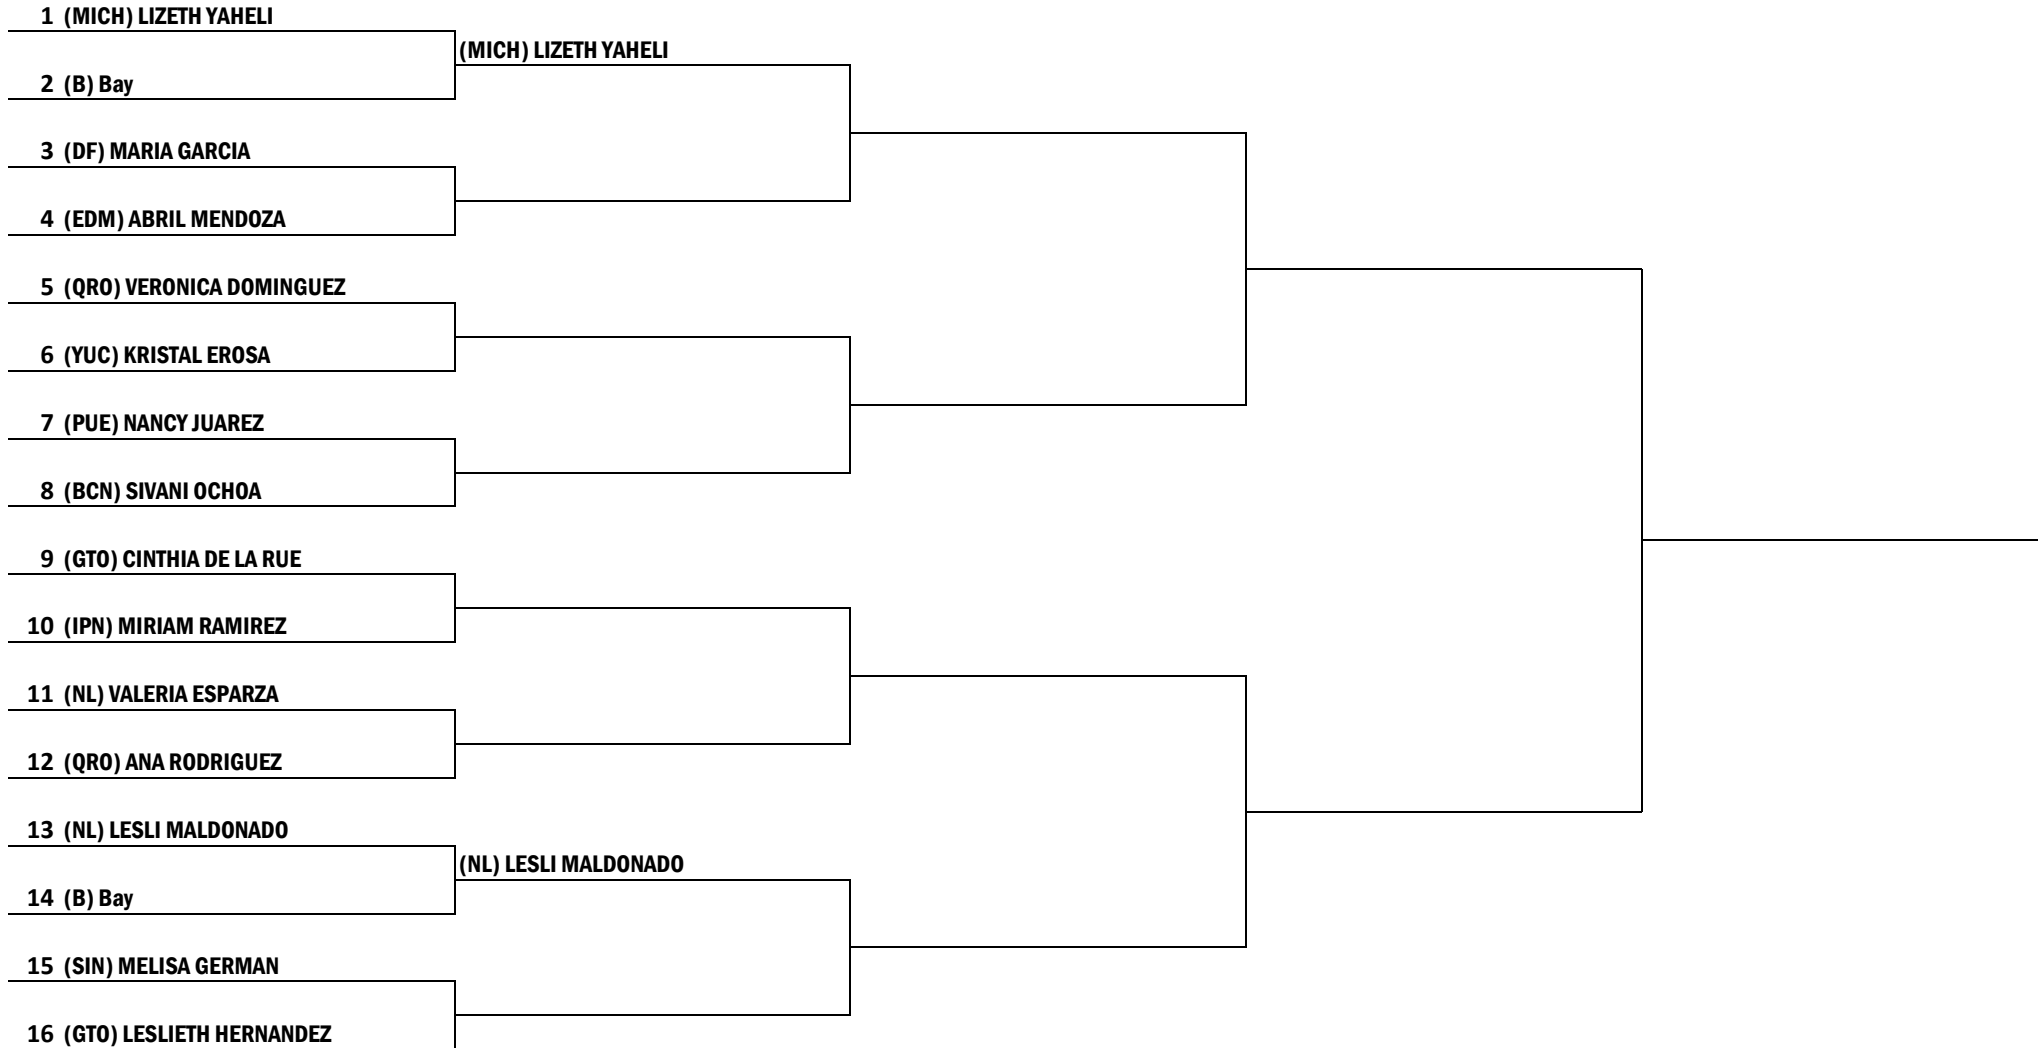 1 (MICH) LIZETH YAHELI
(MICH) LIZETH YAHELI
2 (B) Bay
3 (DF) MARIA GARCIA
4 (EDM) ABRIL MENDOZA
5 (QRO) VERONICA DOMINGUEZ
6 (YUC) KRISTAL EROSA
7 (PUE) NANCY JUAREZ
8 (BCN) SIVANI OCHOA
9 (GTO) CINTHIA DE LA RUE
10 (IPN) MIRIAM RAMIREZ
11 (NL) VALERIA ESPARZA
12 (QRO) ANA RODRIGUEZ
13 (NL) LESLI MALDONADO
(NL) LESLI MALDONADO
14 (B) Bay
15 (SIN) MELISA GERMAN
16 (GTO) LESLIETH HERNANDEZ